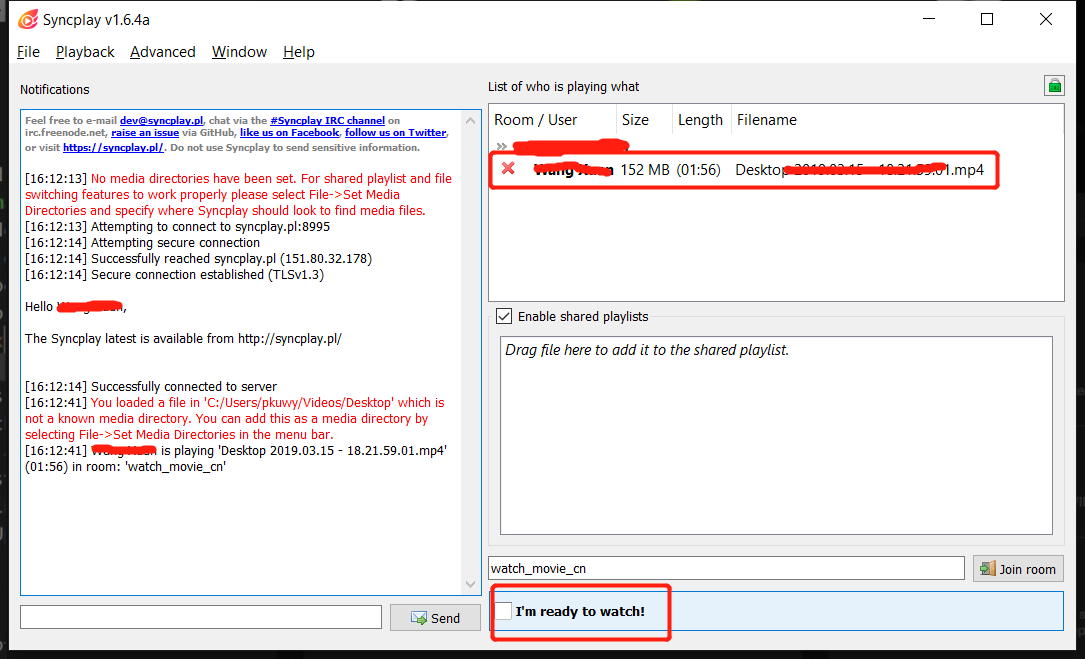 Syncplay v1.6.4a
File Playback Advanced Window Help
Notifications
List of who is playing what
Feel free to e-mail dev@syncplay.pl, chat via the #Syncplay IRC channel on
irc.freenode.net, raise an issue via GitHub, like us on Facebook, follow us on Twitter,
or visit https://syncplay.pl/. Do not use Syncplay to send sensitive information.
[16:12:13] No media directories have been set. For shared playlist and file
switching features to work properly please select File->Set Media
Directories and specify where Syncplay should look to find media files.
[16:12:13] Attempting to connect to syncplay.pl:8995
[16:12:14] Attempting secure connection
[16:12:14] Successfully reached syncplay.pl (151.80.32.178)
[16:12:14] Secure connection established (TLSv1.3)
Hello ,
The Syncplay latest is available from http://syncplay.pl/
[16:12:14] Successfully connected to server
[16:12:41] You loaded a file in 'C:/Users/pkuwy/Videos/Desktop' which is
not a known media directory. You can add this as a media directory by
selecting File->Set Media Directories in the menu bar.
[16:12:41] is playing 'Desktop 2019.03.15 - 18.21.59.01.mp4'
(01:56) in room: 'watch_movie_cn'
Send
Room / User Size Length Filename
152 MB (01:56) Desktop 2019.03.15 - 18.21.59.01.mp4
Enable shared playlists
Drag file here to add it to the shared playlist.
watch_movie_cn
Join room
I'm ready to watch!